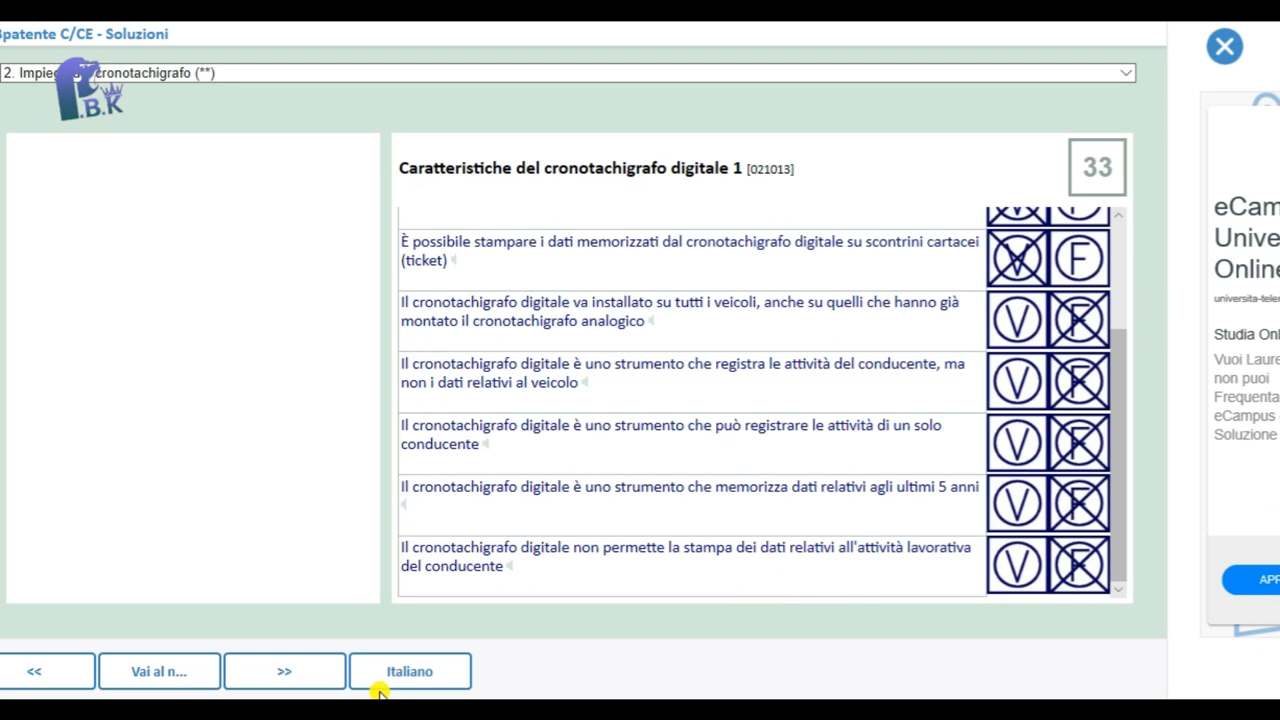 patente C/CE - Soluzioni
2. Impie cronotachigrafo (**)
P.B.K
Caratteristiche del cronotachigrafo digitale 1 [021013]
33
È possibile stampare i dati memorizzati dal cronotachigrafo digitale su scontrini cartacei
(ticket)
V F
Il cronotachigrafo digitale va installato su tutti i veicoli, anche su quelli che hanno già
montato il cronotachigrafo analogico
V F
Il cronotachigrafo digitale è uno strumento che registra le attività del conducente, ma
non i dati relativi al veicolo
V F
Il cronotachigrafo digitale è uno strumento che può registrare le attività di un solo
conducente
V F
Il cronotachigrafo digitale è uno strumento che memorizza dati relativi agli ultimi 5 anni
V F
Il cronotachigrafo digitale non permette la stampa dei dati relativi all'attività lavorativa
del conducente
V F
<<
Vai al n...
>>
Italiano
eCam
Unive
Online
universita-telem
Studia Onl
Vuoi Laure
non puoi
Frequenta
eCampus
Soluzione
APR